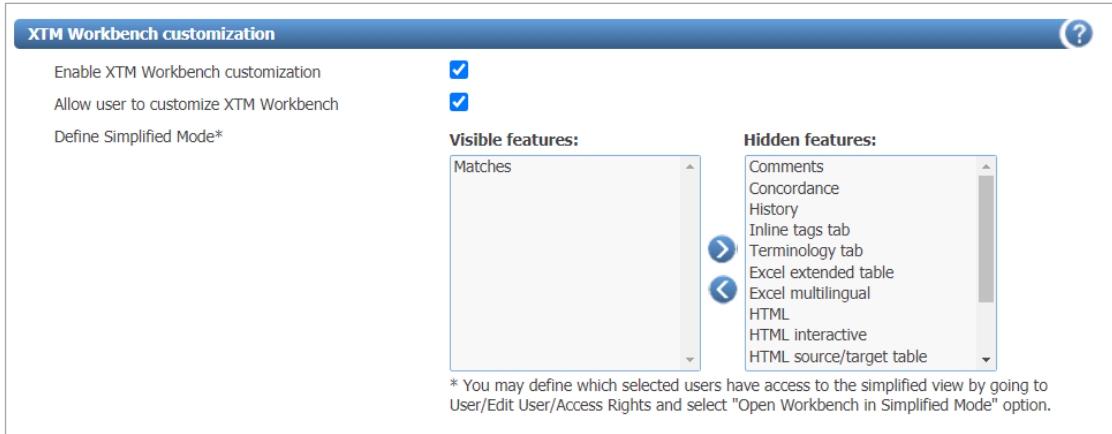 XTM Workbench customization
?
Enable XTM Workbench customization
Allow user to customize XTM Workbench
Define Simplified Mode*
Visible features:
Matches
Hidden features:
Comments
Concordance
History
Inline tags tab
Terminology tab
Excel extended table
Excel multilingual
HTML
HTML interactive
HTML source/target table
* You may define which selected users have access to the simplified view by going to
User/Edit User/Access Rights and select "Open Workbench in Simplified Mode" option.